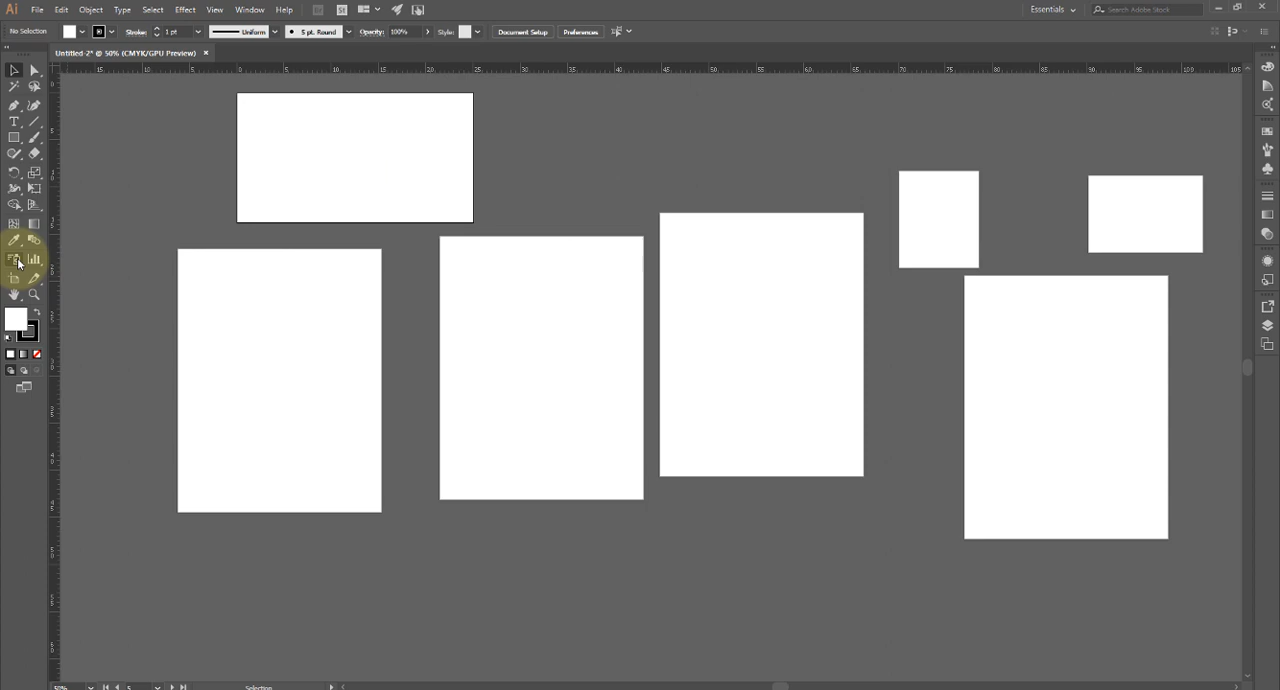 Ai File Edit Object Type Select Effect View Window Help Br St Essentials Search Adobe Stock
No Selection Stroke: 1 pt Uniform 5 pt. Round Opacity: 100% Style: Document Setup Preferences
Untitled-2* @ 50% (CMYK/GPU Preview) ×
15 10 5 0 5 10 15 20 25 30 35 40 45 50 55 60 65 70 75 80 85 90 95 100 105
50% 5 Selection